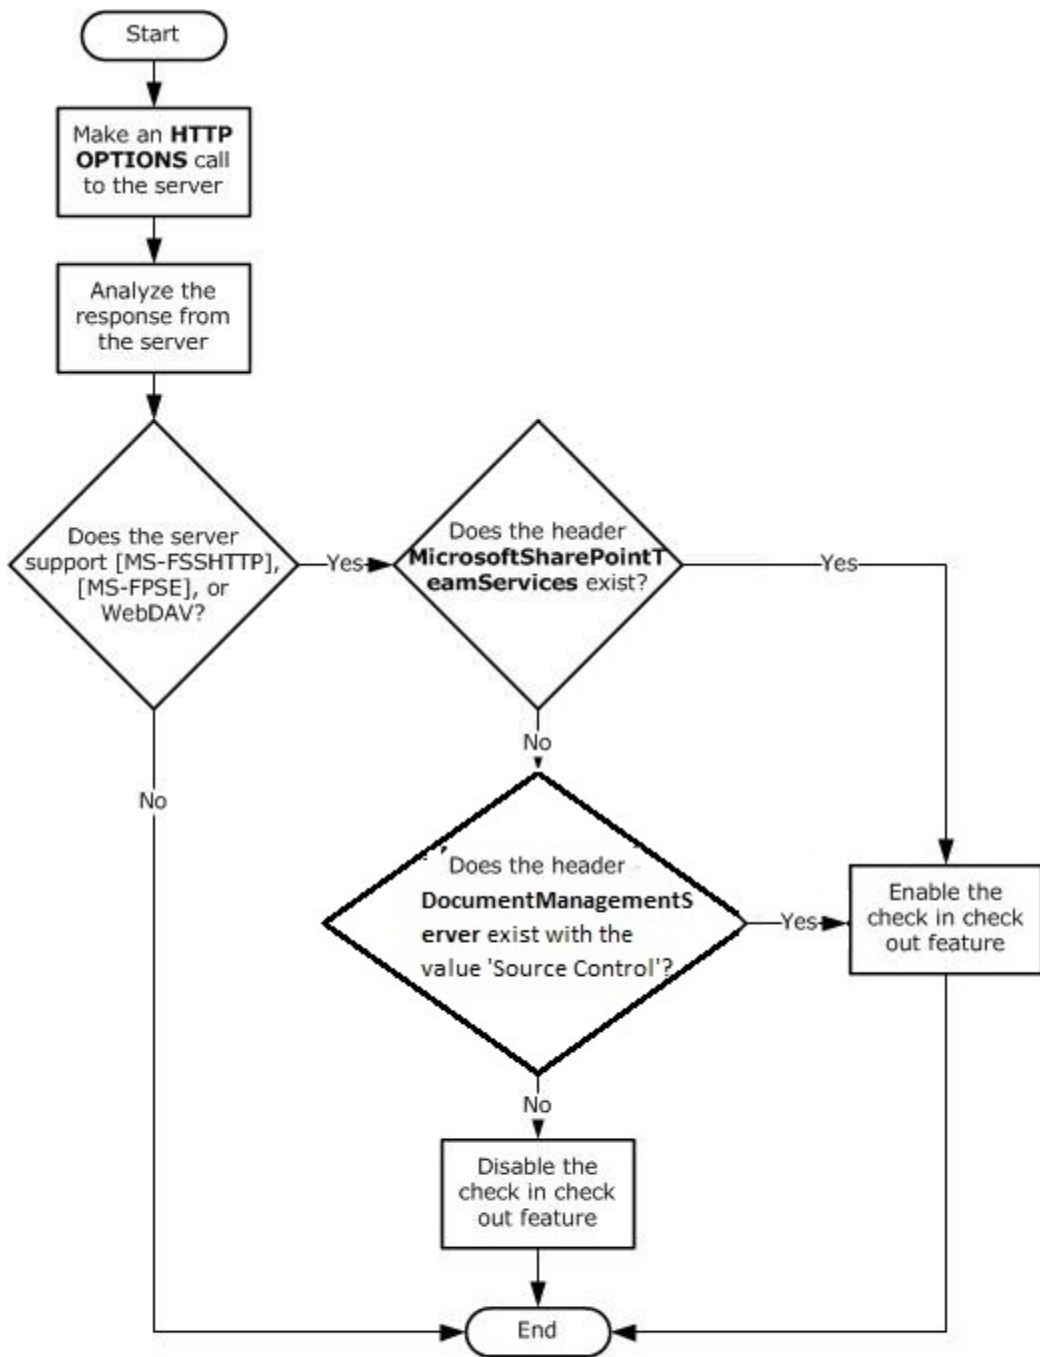 Start
Make an HTTP
OPTIONS call
to the server
Analyze the
response from
the server
Does the server
support [MS-FSSHTTP],
[MS-FPSE], or
WebDAV?
Yes
Does the header
MicrosoftSharePointT
eamServices exist?
Yes
No
No
Does the header
DocumentManagementS
erver exist with the
value 'Source Control'?
Yes
Enable the
check in check
out feature
No
Disable the
check in check
out feature
End